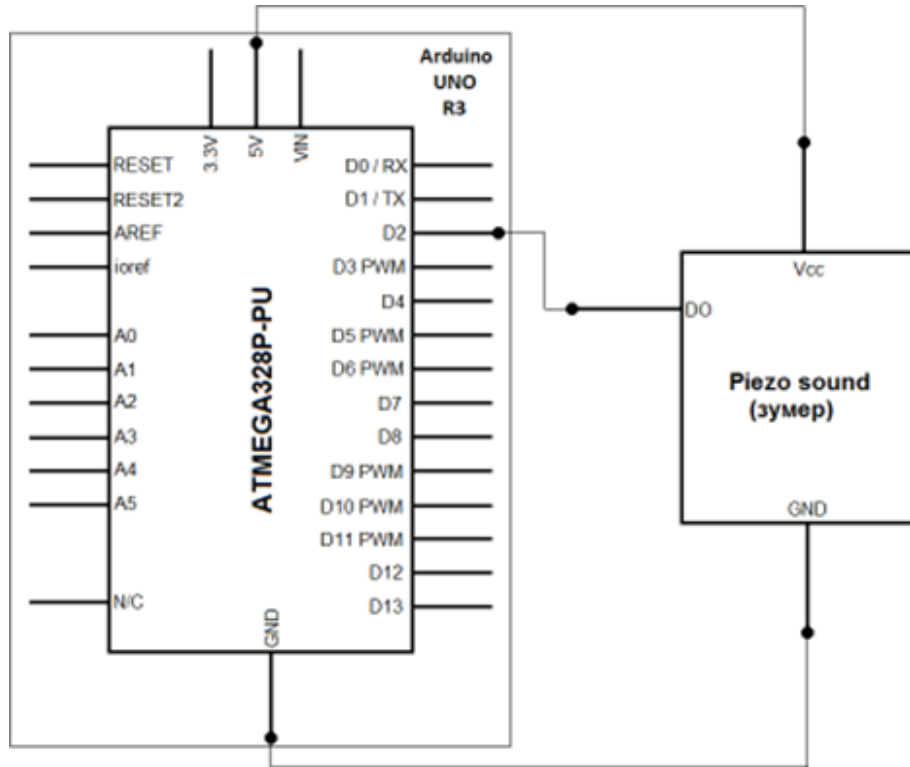 Arduino
UNO
R3
3.3V
5V
VIN
RESET
RESET2
AREF
ioref
A0
A1
A2
A3
A4
A5
N/C
ATMEGA328P-PU
D0 / RX
D1 / TX
D2
D3 PWM
D4
D5 PWM
D6 PWM
D7
D8
D9 PWM
D10 PWM
D11 PWM
D12
D13
GND
Vcc
DO
Piezo sound
(зумер)
GND